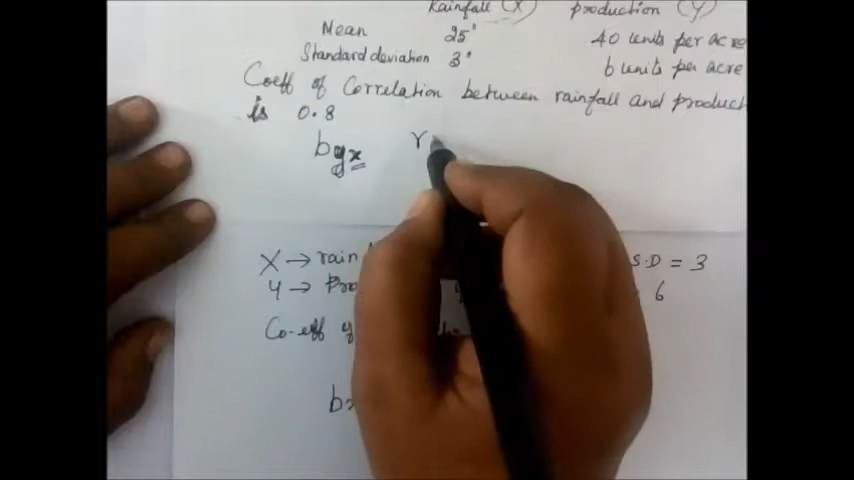 Rainfall (X) production (Y)
Mean 25" 40 units per acre
Standard deviation 3" 6 units per acre
Coeff of Correlation between rainfall and product
is 0.8
byx r
X → rain S.D = 3
Y → Pro 6
Co-eff of
b